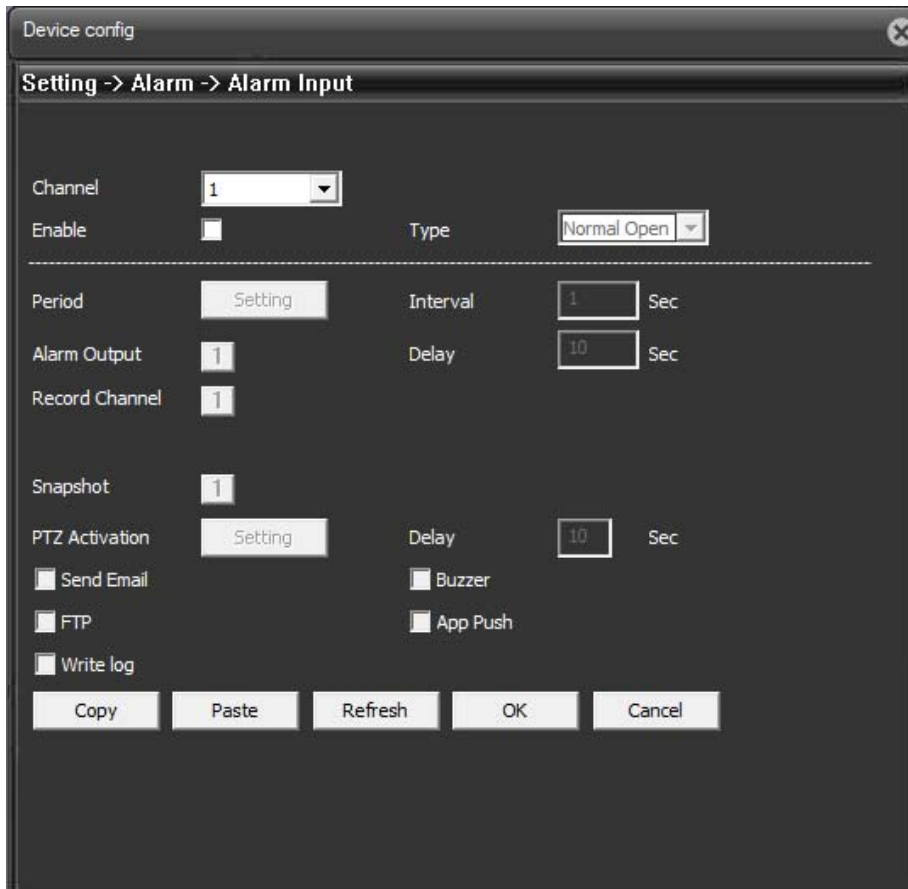 Device config
Setting -> Alarm -> Alarm Input
Channel 1
Enable Type Normal Open
Period Setting Interval 1 Sec
Alarm Output 1 Delay 10 Sec
Record Channel 1
Snapshot 1
PTZ Activation Setting Delay 10 Sec
Send Email Buzzer
FTP App Push
Write log
Copy Paste Refresh OK Cancel